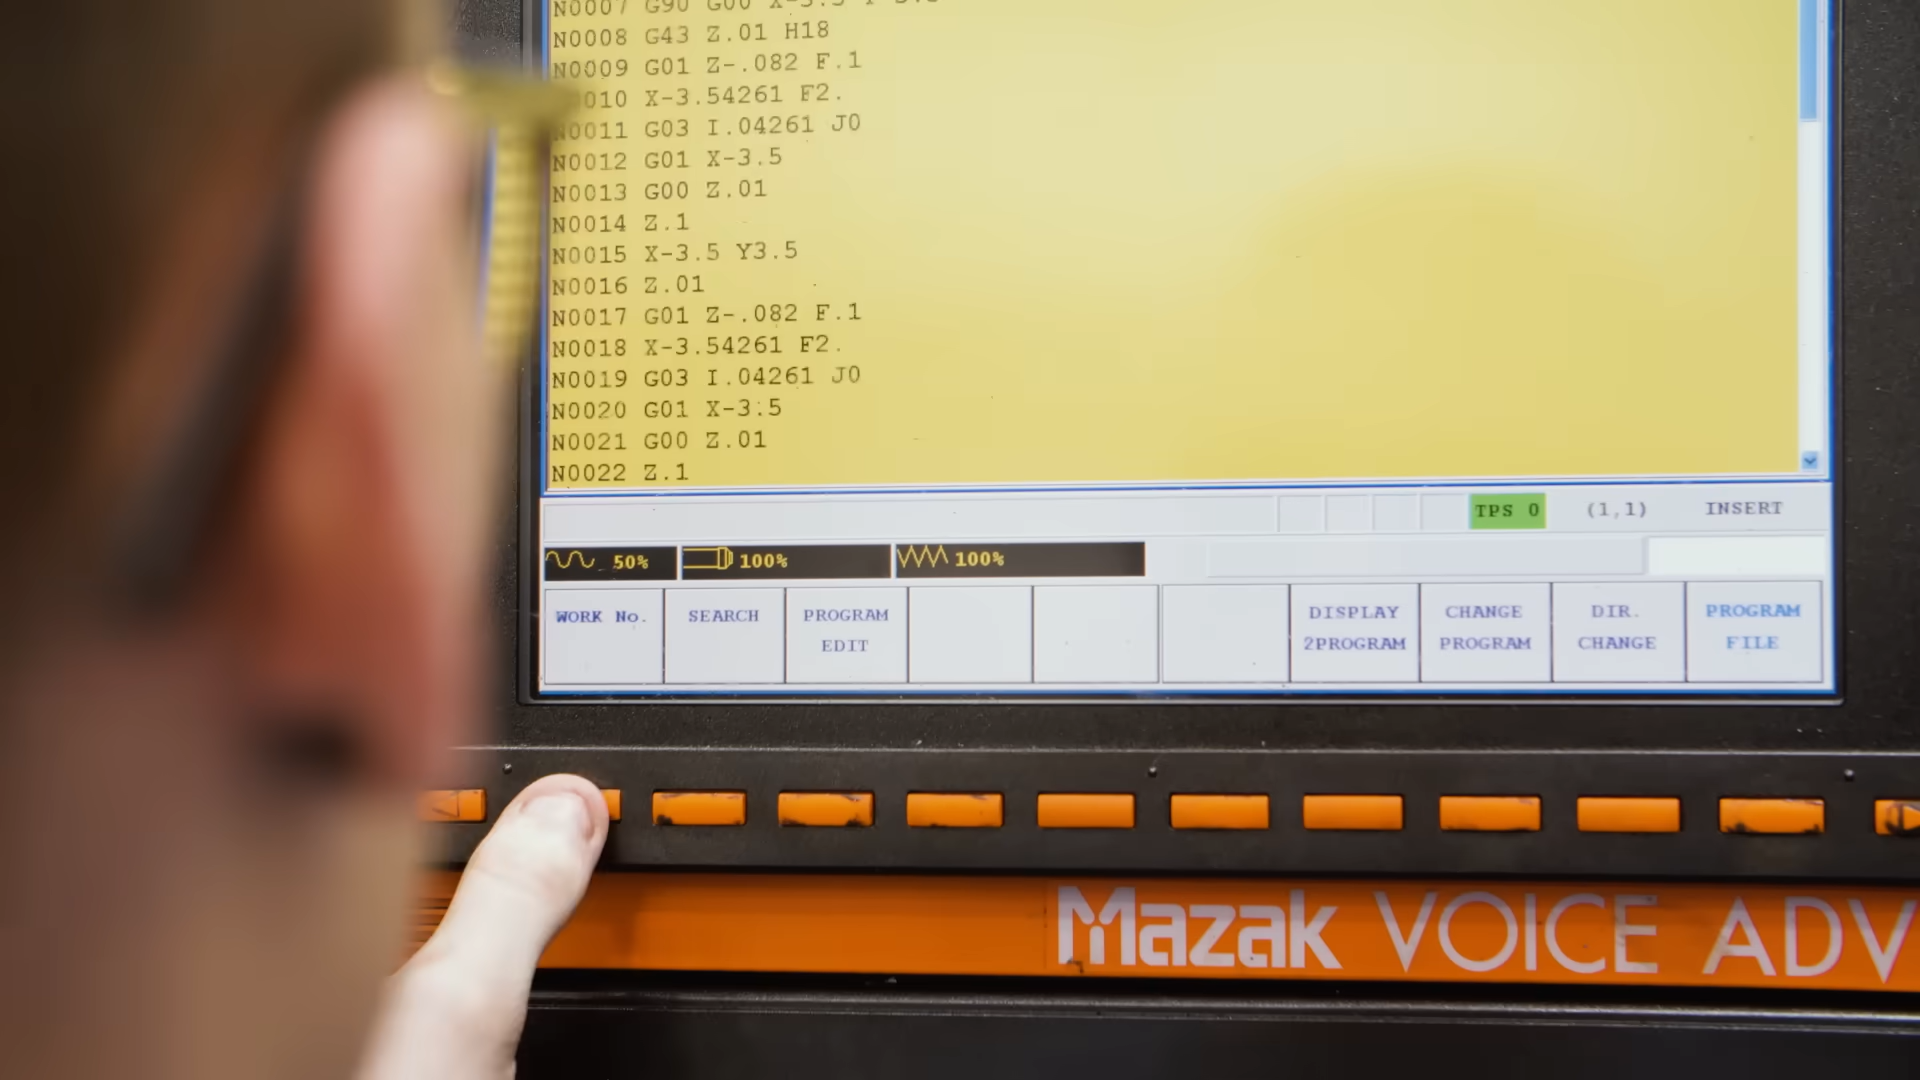 N0007 G90 G00
N0008 G43 Z.01 H18
N0009 G01 Z-.082 F.1
010 X-3.54261 F2.
N0011 G03 I.04261 J0
N0012 G01 X-3.5
N0013 G00 Z.01
N0014 Z.1
N0015 X-3.5 Y3.5
N0016 Z.01
N0017 G01 Z-.082 F.1
N0018 X-3.54261 F2.
N0019 G03 I.04261 J0
N0020 G01 X-3.5
N0021 G00 Z.01
N0022 Z.1
TPS 0 (1,1) INSERT
50% 100% 100%
WORK No. SEARCH PROGRAM EDIT DISPLAY 2PROGRAM CHANGE PROGRAM DIR. CHANGE PROGRAM FILE
Mazak VOICE ADV